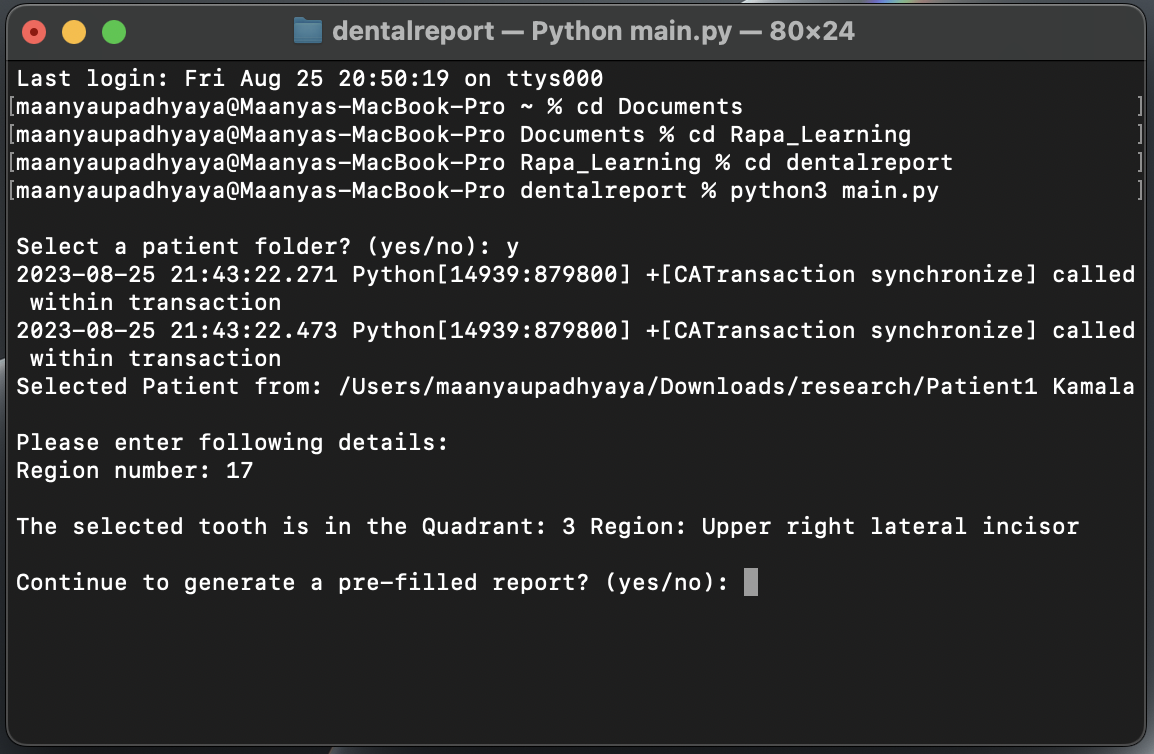 dentalreport — Python main.py — 80×24
Last login: Fri Aug 25 20:50:19 on ttys000
[maanyaupadhyaya@Maanyas-MacBook-Pro ~ % cd Documents ]
[maanyaupadhyaya@Maanyas-MacBook-Pro Documents % cd Rapa_Learning ]
[maanyaupadhyaya@Maanyas-MacBook-Pro Rapa_Learning % cd dentalreport ]
[maanyaupadhyaya@Maanyas-MacBook-Pro dentalreport % python3 main.py ]
Select a patient folder? (yes/no): y
2023-08-25 21:43:22.271 Python[14939:879800] +[CATransaction synchronize] called
within transaction
2023-08-25 21:43:22.473 Python[14939:879800] +[CATransaction synchronize] called
within transaction
Selected Patient from: /Users/maanyaupadhyaya/Downloads/research/Patient1 Kamala
Please enter following details:
Region number: 17
The selected tooth is in the Quadrant: 3 Region: Upper right lateral incisor
Continue to generate a pre-filled report? (yes/no):